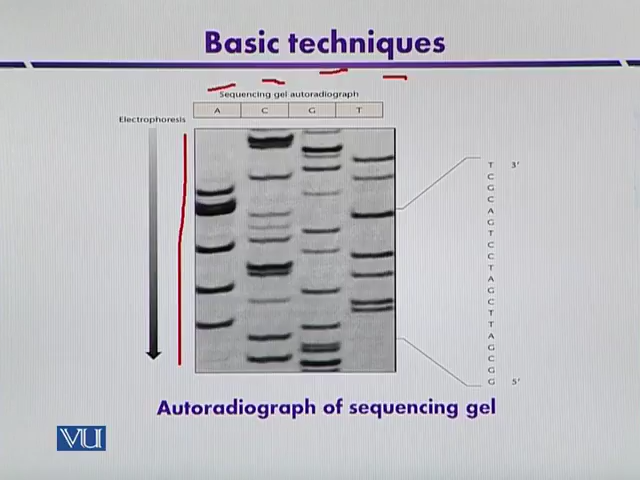 Basic techniques
Sequencing gel autoradiograph
A C G T
Electrophoresis
T 3'
C
G
C
A
G
T
C
C
T
A
G
C
T
T
A
G
C
G
G 5'
Autoradiograph of sequencing gel
VU